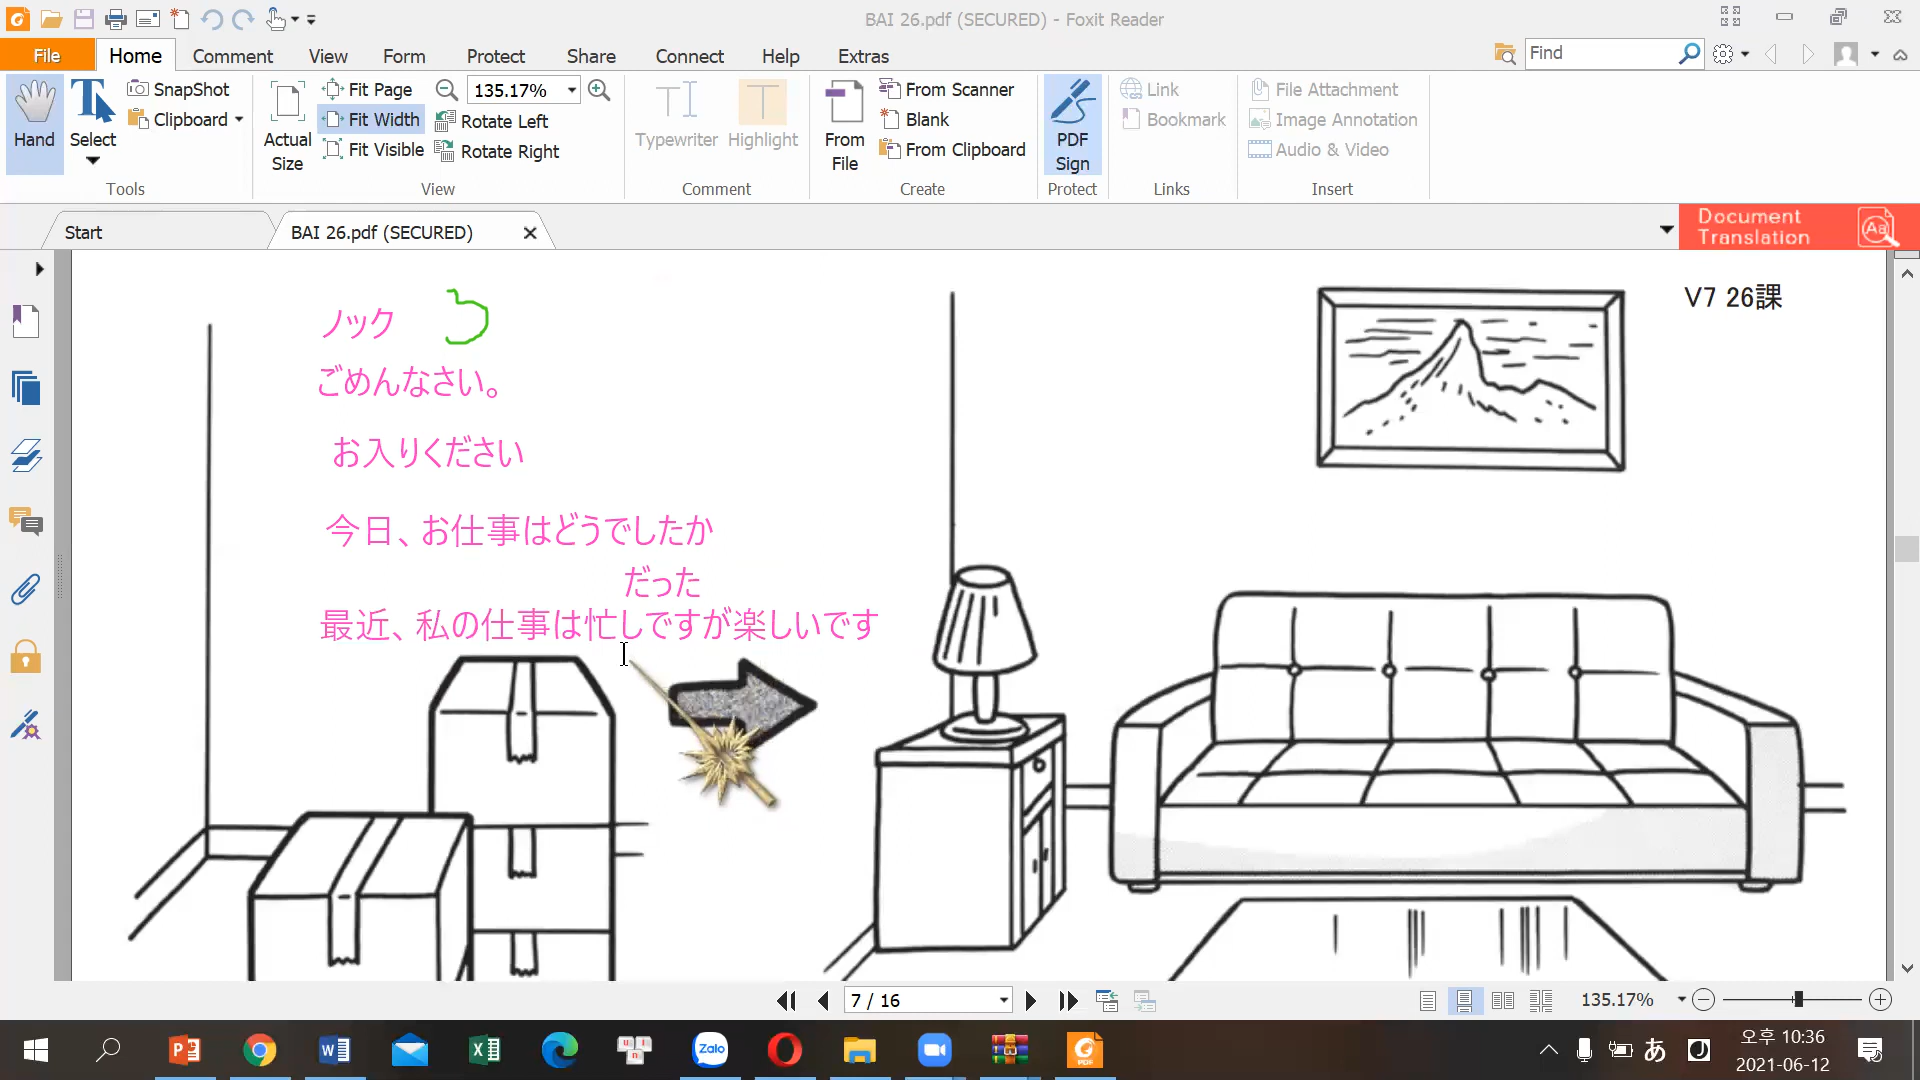 BAI 26.pdf (SECURED) - Foxit Reader
File Home Comment View Form Protect Share Connect Help Extras
Find
Hand
Select
SnapShot
Clipboard
Tools
Actual Size
Fit Page
Fit Width
Fit Visible
135.17%
Rotate Left
Rotate Right
View
Typewriter
Highlight
Comment
From File
From Scanner
Blank
From Clipboard
Create
PDF Sign
Protect
Link
Bookmark
Links
File Attachment
Image Annotation
Audio & Video
Insert
Start
BAI 26.pdf (SECURED)
Document Translation
V7 26課
ノック
ごめんなさい。
お入りください
今日、お仕事はどうでしたか
だった
最近、私の仕事は忙しですが楽しいです
7 / 16
135.17%
Zalo
あ
오후 10:36
2021-06-12